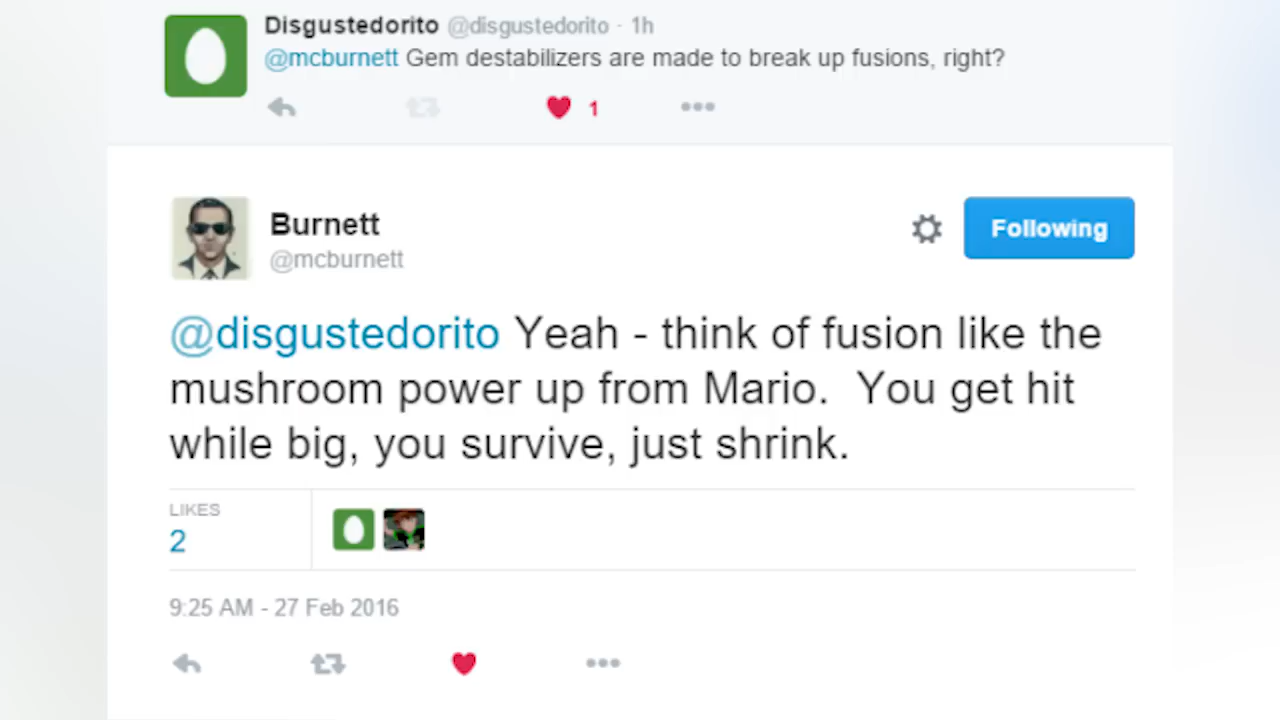 Disgustedorito @disgustedorito · 1h
@mcburnett Gem destabilizers are made to break up fusions, right?
1
Burnett
@mcburnett
Following
@disgustedorito Yeah - think of fusion like the
mushroom power up from Mario.  You get hit
while big, you survive, just shrink.
LIKES
2
9:25 AM - 27 Feb 2016